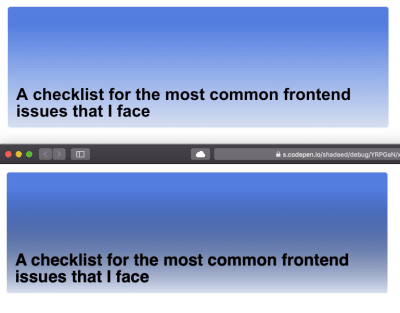 A checklist for the most common frontend
issues that I face
s.codepen.io/shadeed/debug/YRPGsN/x
A checklist for the most common frontend
issues that I face